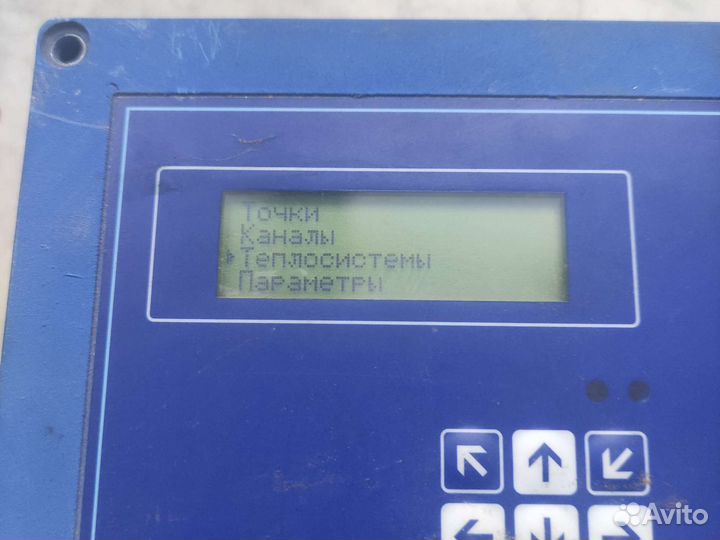 Точки
Каналы
Теплосистемы
Параметры
Avito